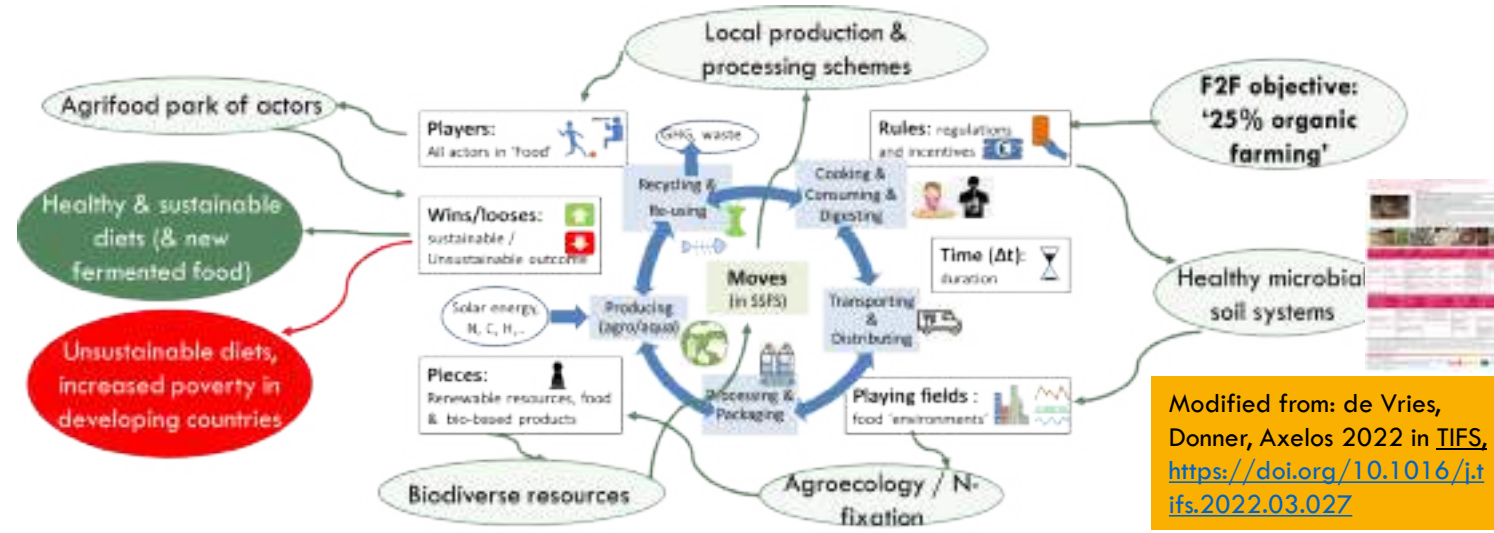 Local production &
processing schemes
Agrifood park of actors
F2F objective:
'25% organic
farming'
Players:
All actors in 'Food'
GHG, waste
Rules: regulations
and incentives
Recycling &
Re-using
Cooking &
Consuming &
Digesting
Healthy & sustainable
diets (& new
fermented food)
Wins/looses:
sustainable /
Unsustainable outcome
Moves
(in SSFS)
Time (Δt):
duration
Healthy microbial
soil systems
Solar energy,
N, C, H,..
Producing
(agro/aqua)
Transporting
&
Distributing
Unsustainable diets,
increased poverty in
developing countries
Pieces:
Renewable resources, food
& bio-based products
Processing &
Packaging
Playing fields :
food 'environments'
Biodiverse resources
Agroecology / N-
fixation
Modified from: de Vries,
Donner, Axelos 2022 in TIFS,
https://doi.org/10.1016/j.t
ifs.2022.03.027